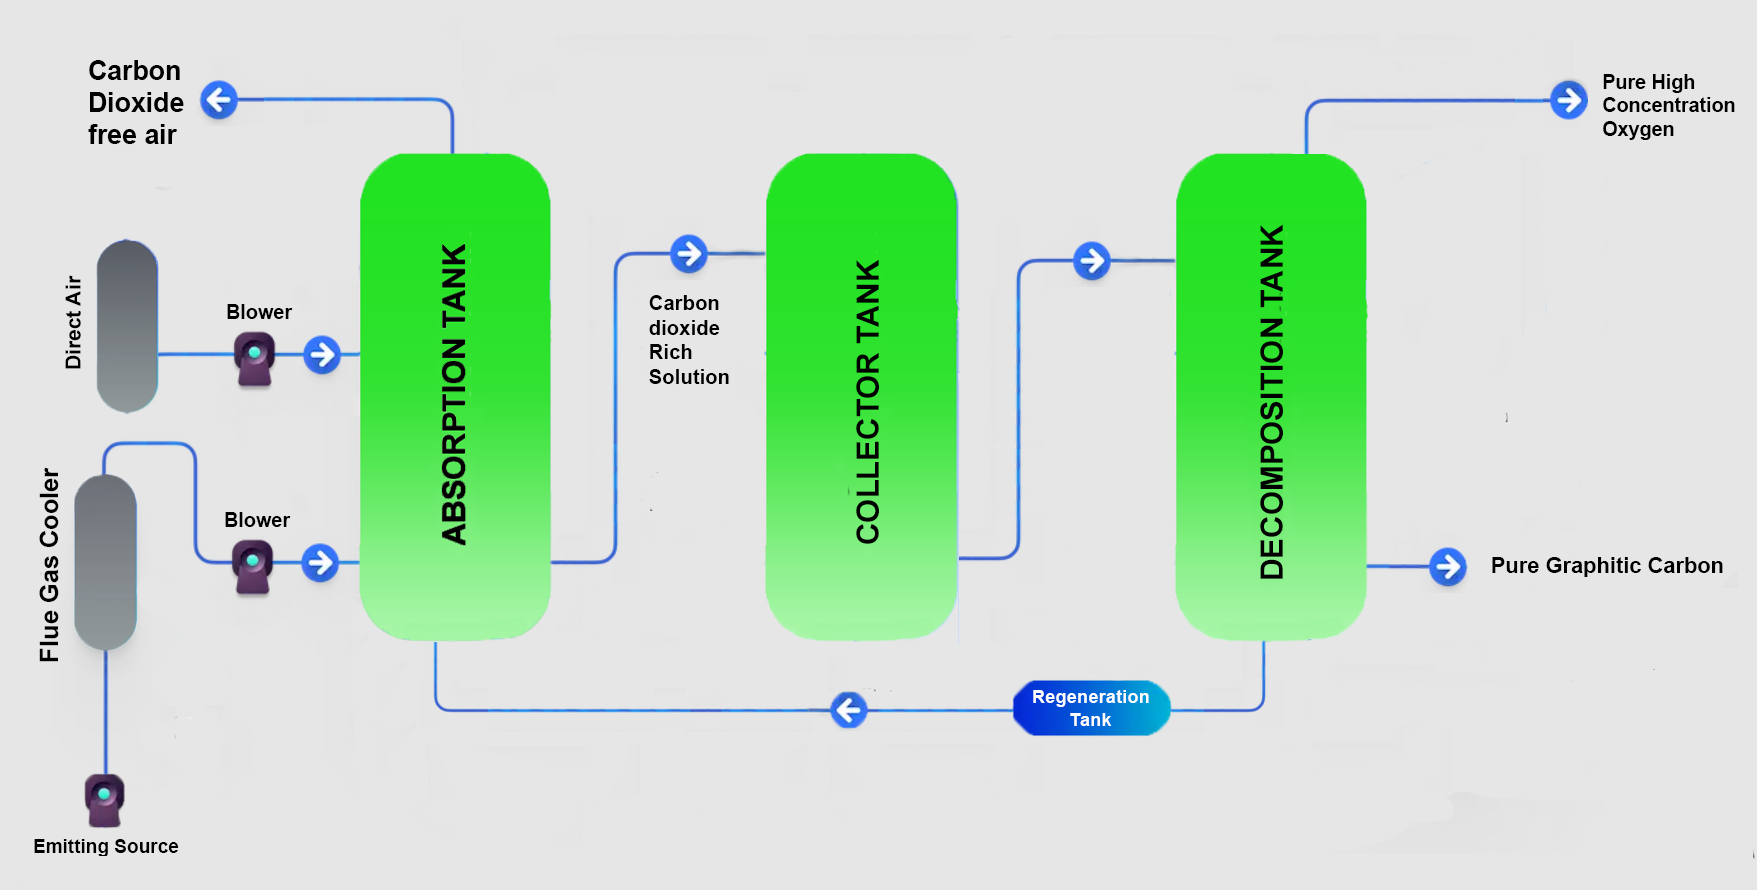 Carbon
Dioxide
free air
Pure High
Concentration
Oxygen
Direct Air
Blower
ABSORPTION TANK
Carbon
dioxide
Rich
Solution
COLLECTOR TANK
DECOMPOSITION TANK
Flue Gas Cooler
Blower
Pure Graphitic Carbon
Regeneration
Tank
Emitting Source